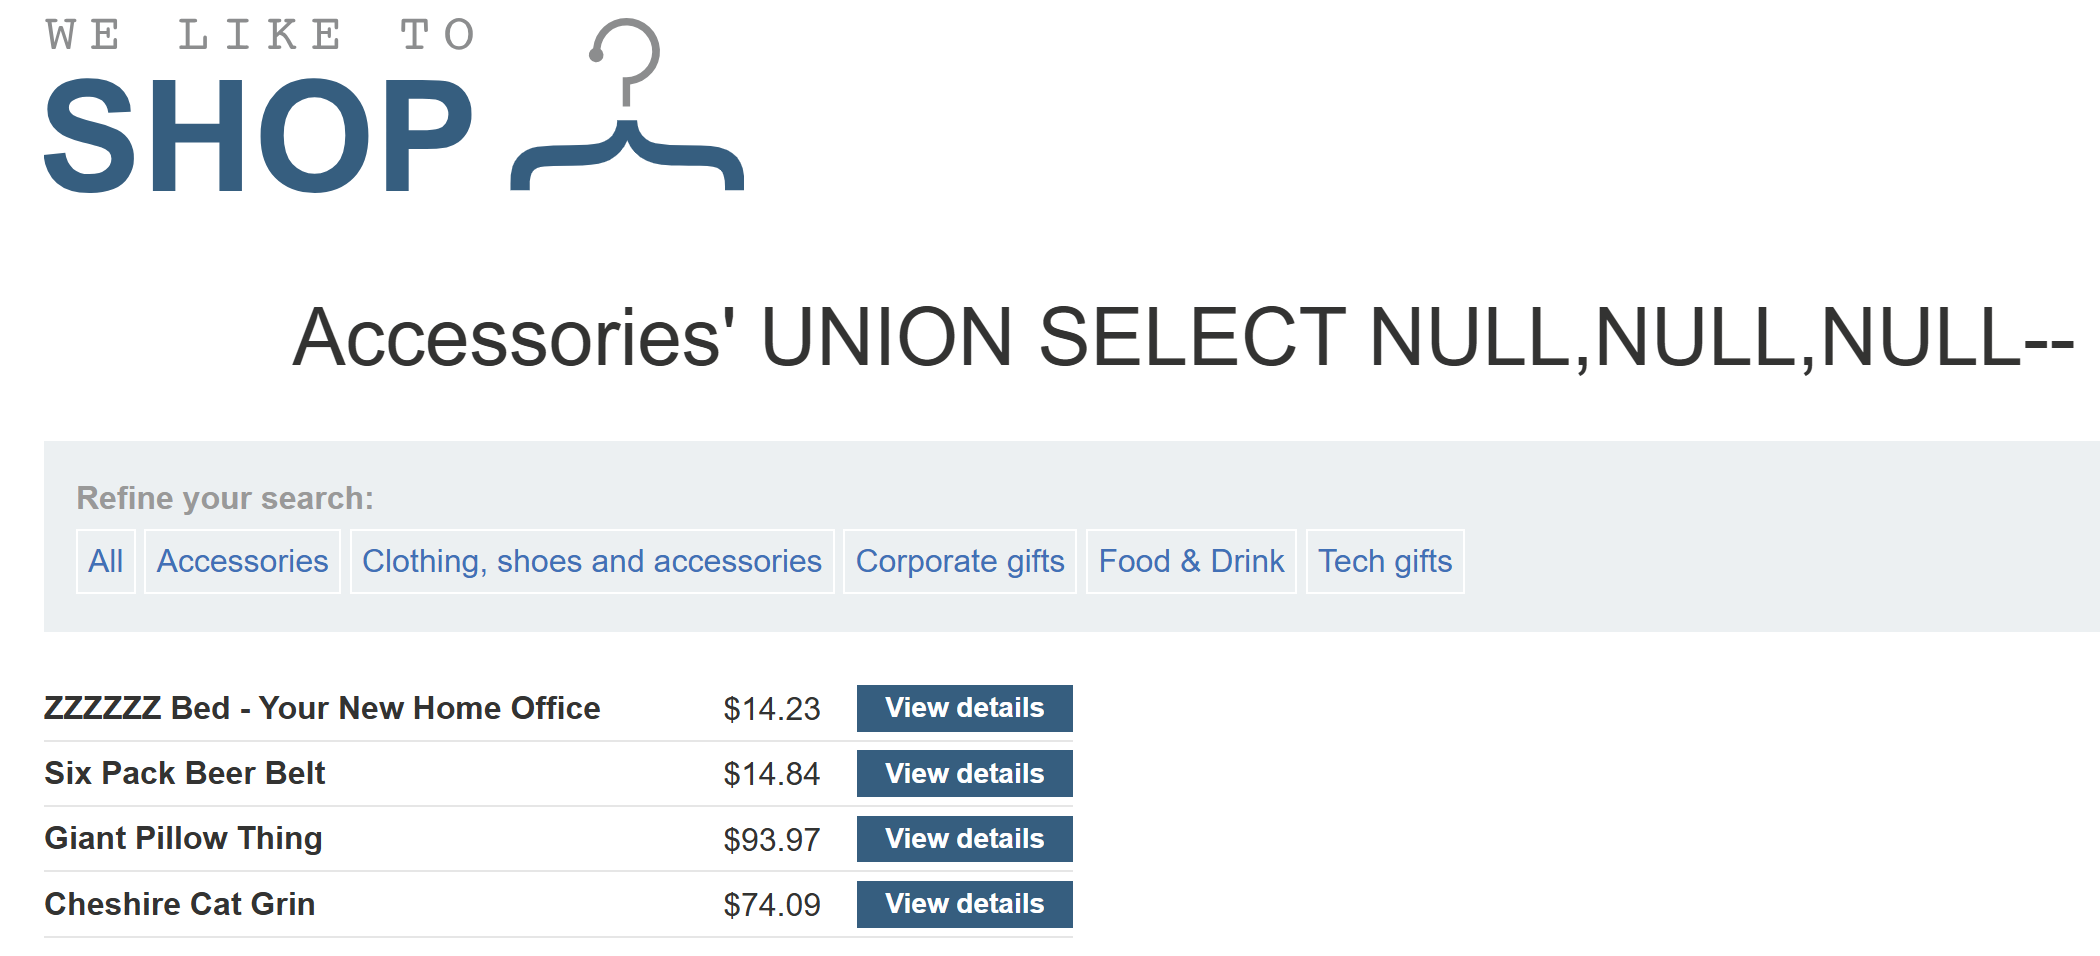 WE LIKE TO
SHOP
Accessories' UNION SELECT NULL,NULL,NULL--
Refine your search:
All Accessories Clothing, shoes and accessories Corporate gifts Food & Drink Tech gifts
ZZZZZZ Bed - Your New Home Office $14.23 View details
Six Pack Beer Belt $14.84 View details
Giant Pillow Thing $93.97 View details
Cheshire Cat Grin $74.09 View details